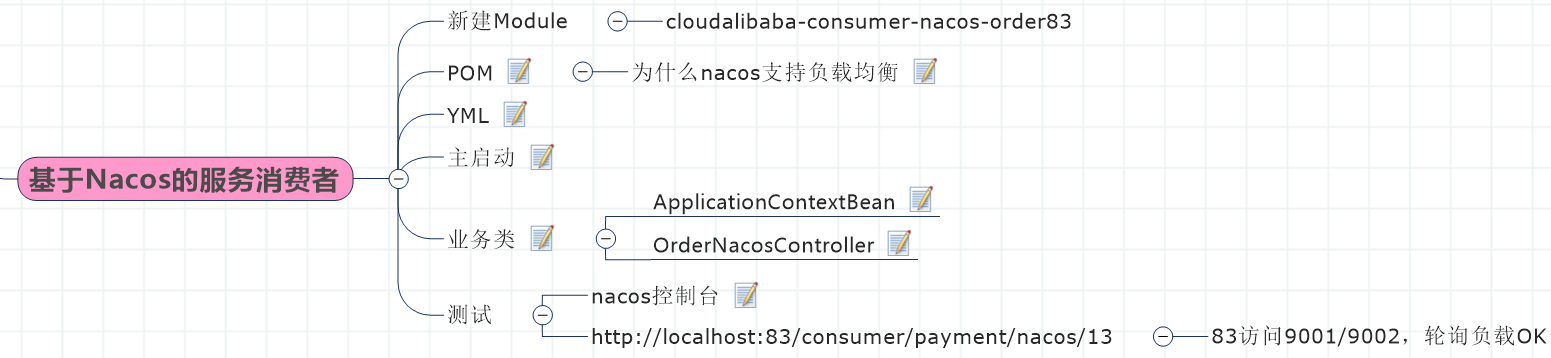 新建Module
cloudalibaba-consumer-nacos-order83
POM
为什么nacos支持负载均衡
YML
主启动
基于Nacos的服务消费者
业务类
ApplicationContextBean
OrderNacosController
测试
nacos控制台
http://localhost:83/consumer/payment/nacos/13
83访问9001/9002，轮询负载OK